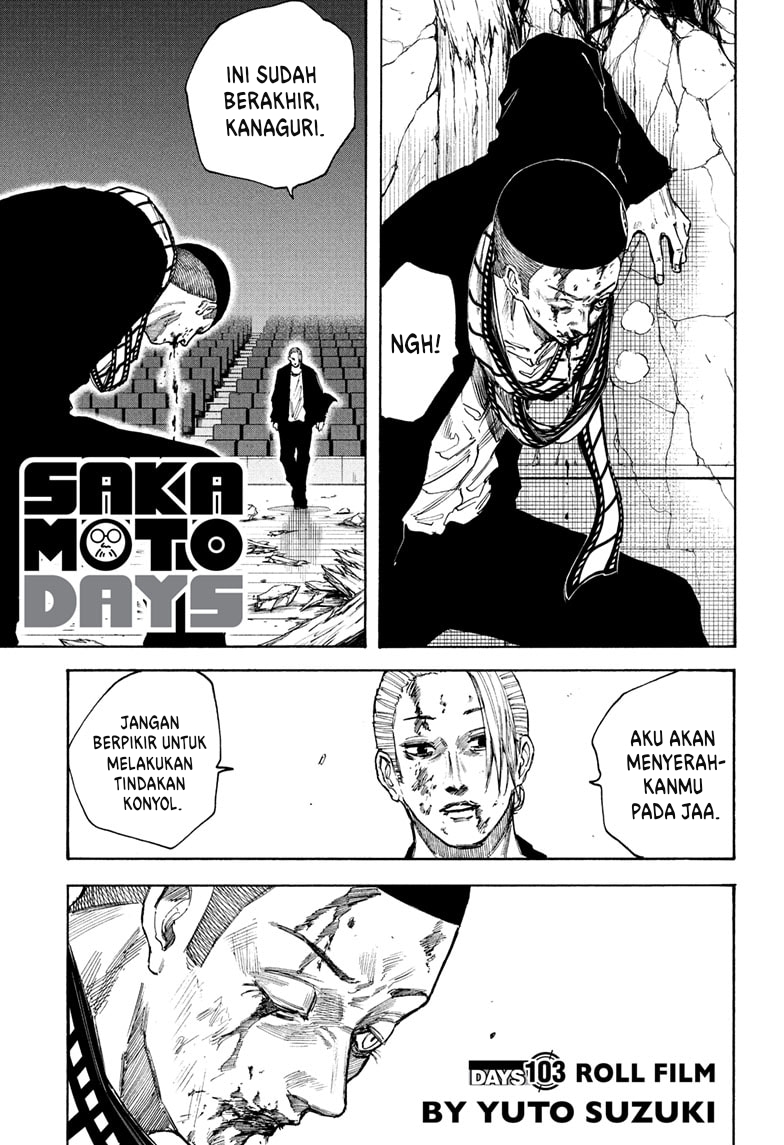 NGH!
INI SUDAH
BERAKHIR,
KANAGURI.
SAKA
MOTO
DAYS
AKU AKAN
MENYERAH-
KANMU
PADA JAA.
JANGAN
BERPIKIR UNTUK
MELAKUKAN
TINDAKAN
KONYOL.
DAYS 103 ROLL FILM
BY YUTO SUZUKI